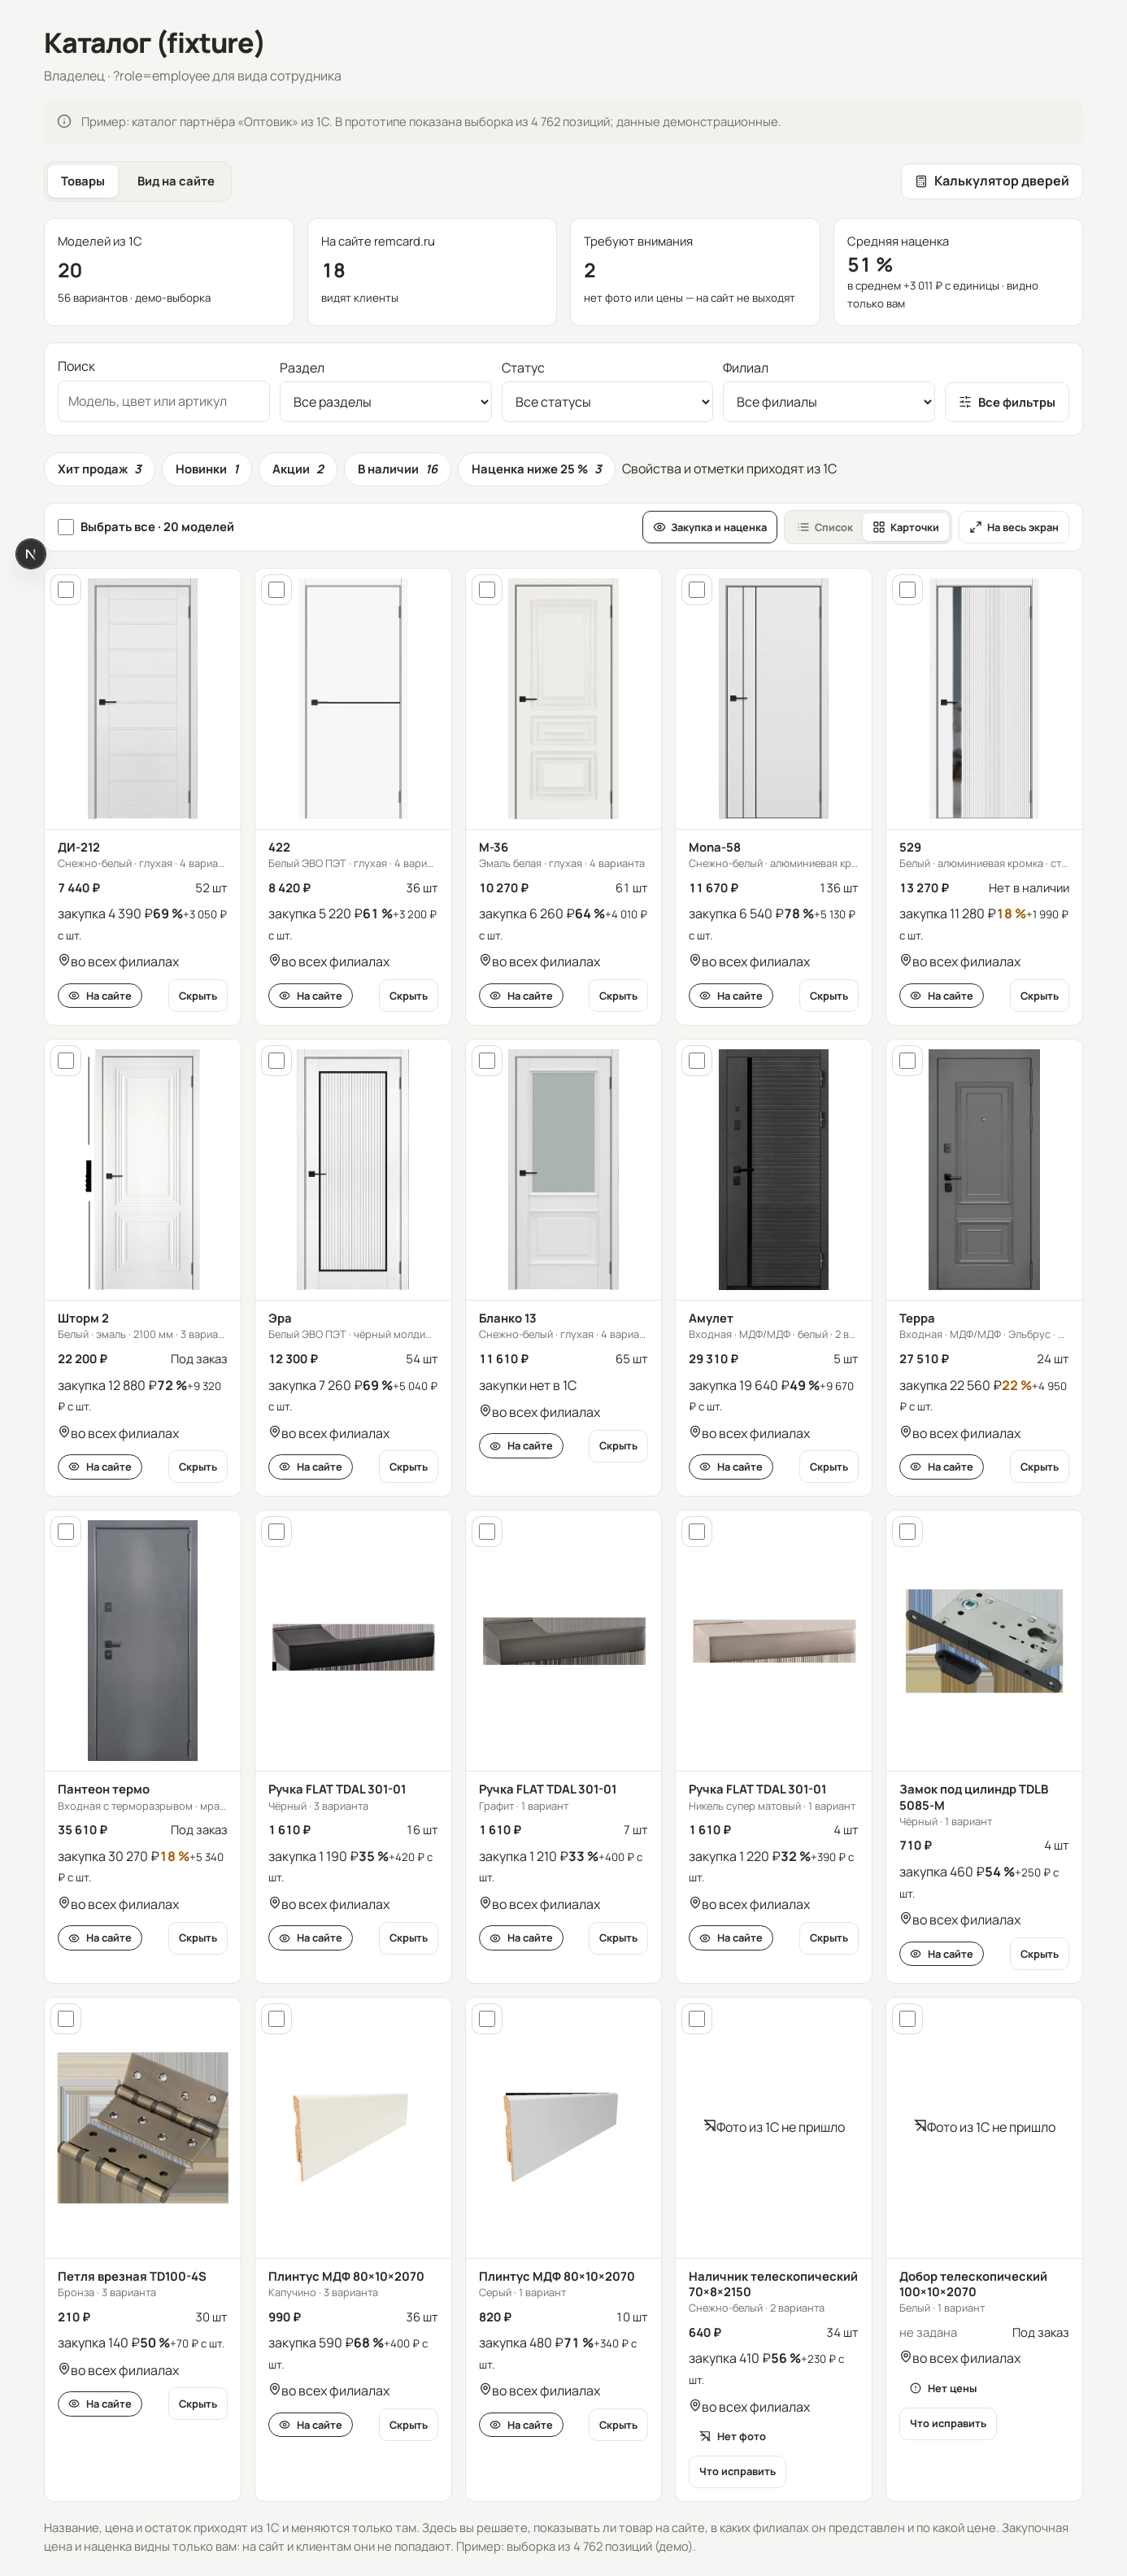 Каталог (fixture)
Владелец · ?role=employee для вида сотрудника
Пример: каталог партнёра «Оптовик» из 1С. В прототипе показана выборка из 4 762 позиций; данные демонстрационные.
Товары Вид на сайте Калькулятор дверей
Моделей из 1С
20
56 вариантов · демо-выборка
На сайте remcard.ru
18
видят клиенты
Требуют внимания
2
нет фото или цены — на сайт не выходят
Средняя наценка
51 %
в среднем +3 011 ₽ с единицы · видно
только вам
Поиск
Модель, цвет или артикул
Раздел
Все разделы
Статус
Все статусы
Филиал
Все филиалы
Все фильтры
Хит продаж 3 Новинки 1 Акции 2 В наличии 16 Наценка ниже 25 % 3 Свойства и отметки приходят из 1С
Выбрать все · 20 моделей Закупка и наценка Список Карточки На весь экран
N
ДИ-212
Снежно-белый · глухая · 4 вариа...
7 440 ₽ 52 шт
закупка 4 390 ₽69 %+3 050 ₽
с шт.
во всех филиалах
На сайте Скрыть
422
Белый ЭВО ПЭТ · глухая · 4 вари...
8 420 ₽ 36 шт
закупка 5 220 ₽61 %+3 200 ₽
с шт.
во всех филиалах
На сайте Скрыть
М-36
Эмаль белая · глухая · 4 варианта
10 270 ₽ 61 шт
закупка 6 260 ₽64 %+4 010 ₽
с шт.
во всех филиалах
На сайте Скрыть
Mona-58
Снежно-белый · алюминиевая кр...
11 670 ₽ 136 шт
закупка 6 540 ₽78 %+5 130 ₽
с шт.
во всех филиалах
На сайте Скрыть
529
Белый · алюминиевая кромка · ст...
13 270 ₽ Нет в наличии
закупка 11 280 ₽18 %+1 990 ₽
с шт.
во всех филиалах
На сайте Скрыть
Шторм 2
Белый · эмаль · 2100 мм · 3 вариа...
22 200 ₽ Под заказ
закупка 12 880 ₽72 %+9 320
₽ с шт.
во всех филиалах
На сайте Скрыть
Эра
Белый ЭВО ПЭТ · чёрный молди...
12 300 ₽ 54 шт
закупка 7 260 ₽69 %+5 040 ₽
с шт.
во всех филиалах
На сайте Скрыть
Бланко 13
Снежно-белый · глухая · 4 вариа...
11 610 ₽ 65 шт
закупки нет в 1С
во всех филиалах
На сайте Скрыть
Амулет
Входная · МДФ/МДФ · белый · 2 в...
29 310 ₽ 5 шт
закупка 19 640 ₽49 %+9 670
₽ с шт.
во всех филиалах
На сайте Скрыть
Терра
Входная · МДФ/МДФ · Эльбрус · ...
27 510 ₽ 24 шт
закупка 22 560 ₽22 %+4 950
₽ с шт.
во всех филиалах
На сайте Скрыть
Пантеон термо
Входная с терморазрывом · мра...
35 610 ₽ Под заказ
закупка 30 270 ₽18 %+5 340
₽ с шт.
во всех филиалах
На сайте Скрыть
Ручка FLAT TDAL 301-01
Чёрный · 3 варианта
1 610 ₽ 16 шт
закупка 1 190 ₽35 %+420 ₽ с
шт.
во всех филиалах
На сайте Скрыть
Ручка FLAT TDAL 301-01
Графит · 1 вариант
1 610 ₽ 7 шт
закупка 1 210 ₽33 %+400 ₽ с
шт.
во всех филиалах
На сайте Скрыть
Ручка FLAT TDAL 301-01
Никель супер матовый · 1 вариант
1 610 ₽ 4 шт
закупка 1 220 ₽32 %+390 ₽ с
шт.
во всех филиалах
На сайте Скрыть
Замок под цилиндр TDLB
5085-M
Чёрный · 1 вариант
710 ₽ 4 шт
закупка 460 ₽54 %+250 ₽ с
шт.
во всех филиалах
На сайте Скрыть
Петля врезная TD100-4S
Бронза · 3 варианта
210 ₽ 30 шт
закупка 140 ₽50 %+70 ₽ с шт.
во всех филиалах
На сайте Скрыть
Плинтус МДФ 80×10×2070
Капучино · 3 варианта
990 ₽ 36 шт
закупка 590 ₽68 %+400 ₽ с
шт.
во всех филиалах
На сайте Скрыть
Плинтус МДФ 80×10×2070
Серый · 1 вариант
820 ₽ 10 шт
закупка 480 ₽71 %+340 ₽ с
шт.
во всех филиалах
На сайте Скрыть
Фото из 1С не пришло
Наличник телескопический
70×8×2150
Снежно-белый · 2 варианта
640 ₽ 34 шт
закупка 410 ₽56 %+230 ₽ с
шт.
во всех филиалах
Нет фото
Что исправить
Фото из 1С не пришло
Добор телескопический
100×10×2070
Белый · 1 вариант
не задана Под заказ
во всех филиалах
Нет цены
Что исправить
Название, цена и остаток приходят из 1С и меняются только там. Здесь вы решаете, показывать ли товар на сайте, в каких филиалах он представлен и по какой цене. Закупочная
цена и наценка видны только вам: на сайт и клиентам они не попадают. Пример: выборка из 4 762 позиций (демо).